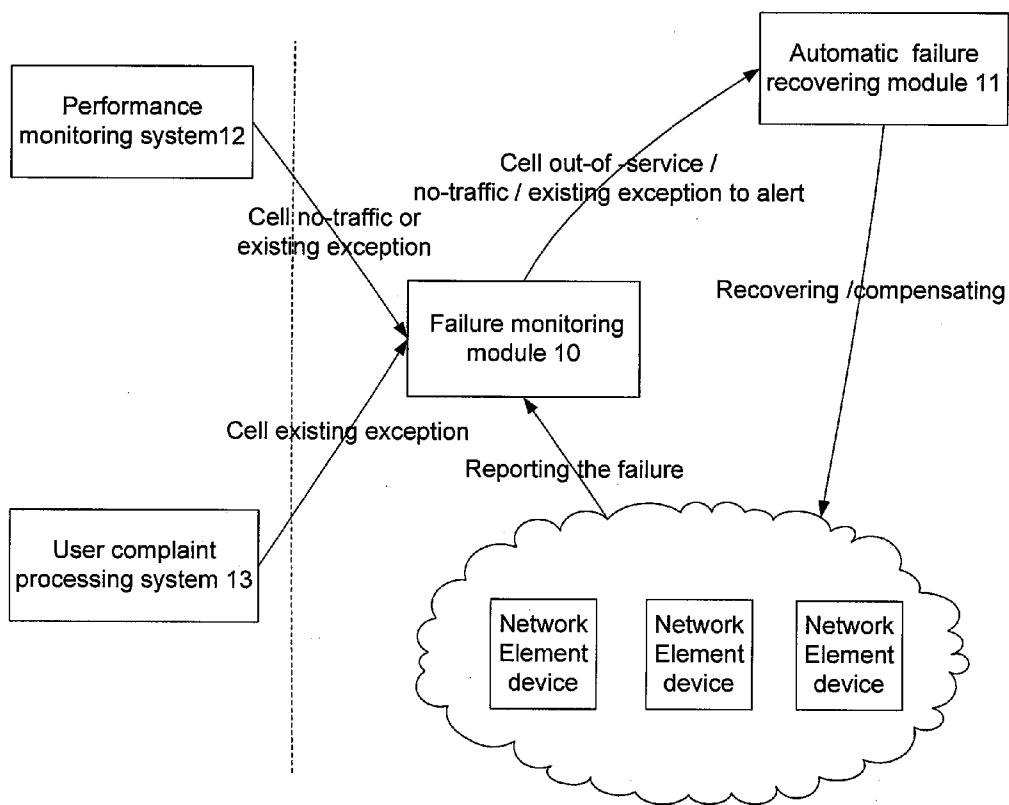 Automatic failure
recovering module 11
Performance
monitoring system12
Cell out-of -service /
no-traffic / existing exception to alert
Cell no-traffic or
existing exception
Recovering /compensating
Failure monitoring
module 10
Cell existing exception
Reporting the failure
User complaint
processing system 13
Network
Element
device
Network
Element
device
Network
Element
device